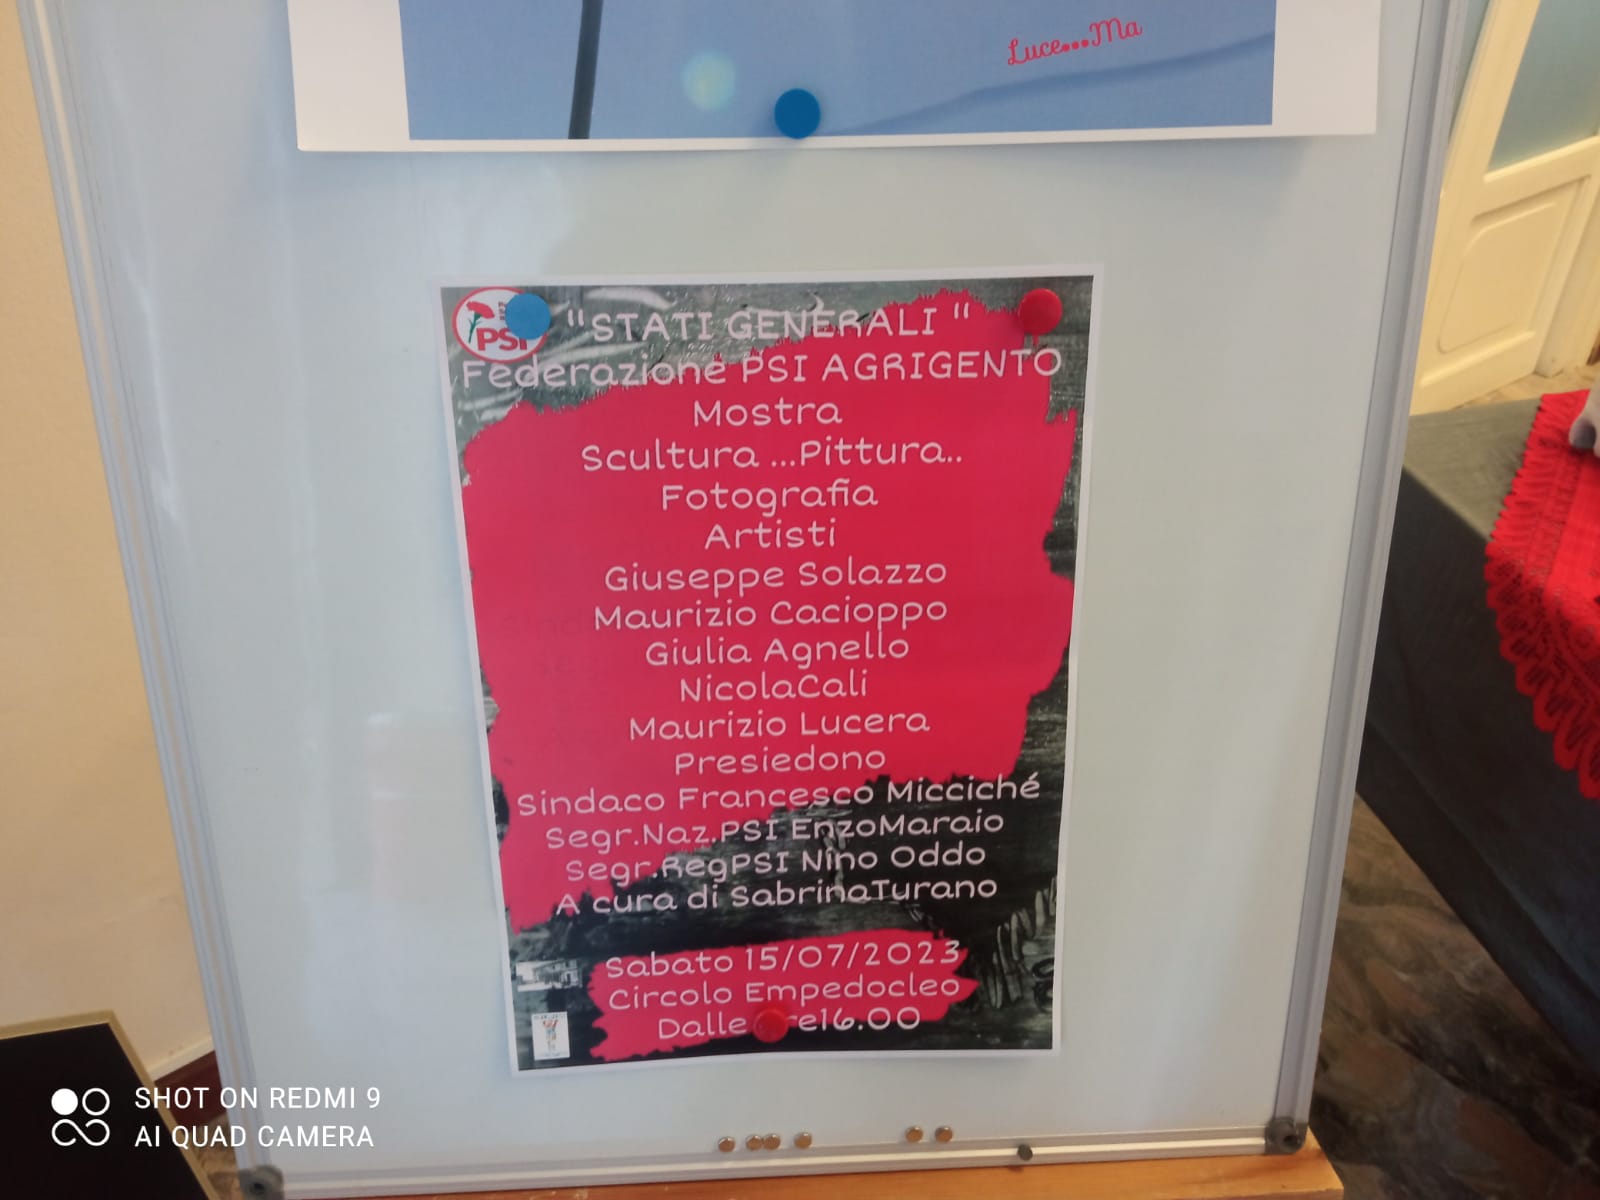 Luce...Ma
PSI
"STATI GENERALI "
Federazione PSI AGRIGENTO
Mostra
Scultura ...Pittura..
Fotografia
Artisti
Giuseppe Solazzo
Maurizio Cacioppo
Giulia Agnello
NicolaCali
Maurizio Lucera
Presiedono
Sindaco Francesco Micciché
Segr.Naz.PSI EnzoMaraio
Segr.RegPSI Nino Oddo
A cura di SabrinaTurano
Sabato 15/07/2023
Circolo Empedocleo
Dalle re16.00
SHOT ON REDMI 9
AI QUAD CAMERA